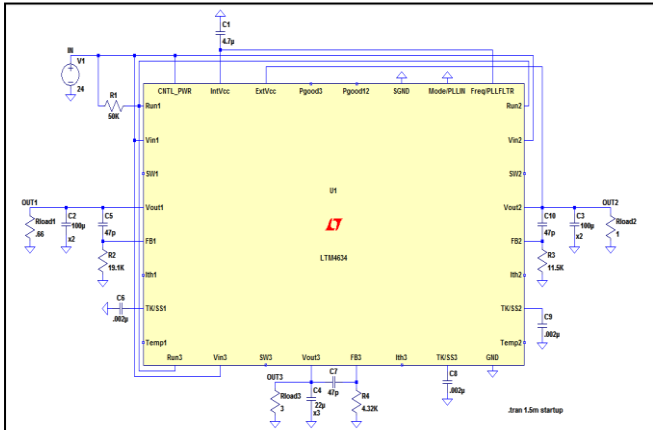 C1
4.7µ
IN
V1
24
R1
50K
CNTL_PWR
IntVcc
ExtVcc
Pgood3
Pgood12
SGND
Mode/PLLIN
Freq/PLLFLTR
Run1
Run2
Vin1
Vin2
SW1
SW2
U1
OUT1
Vout1
Vout2
OUT2
Rload1
.66
C2
100µ
x2
C5
47p
C10
47p
C3
100µ
x2
Rload2
1
FB1
FB2
LTM4634
R2
19.1K
R3
11.5K
Ith1
Ith2
C6
.002µ
TK/SS1
TK/SS2
C9
.002µ
Temp1
Temp2
Run3
Vin3
SW3
Vout3
FB3
Ith3
TK/SS3
GND
OUT3
C7
47p
C8
.002µ
Rload3
3
C4
22µ
x3
R4
4.32K
.tran 1.5m startup